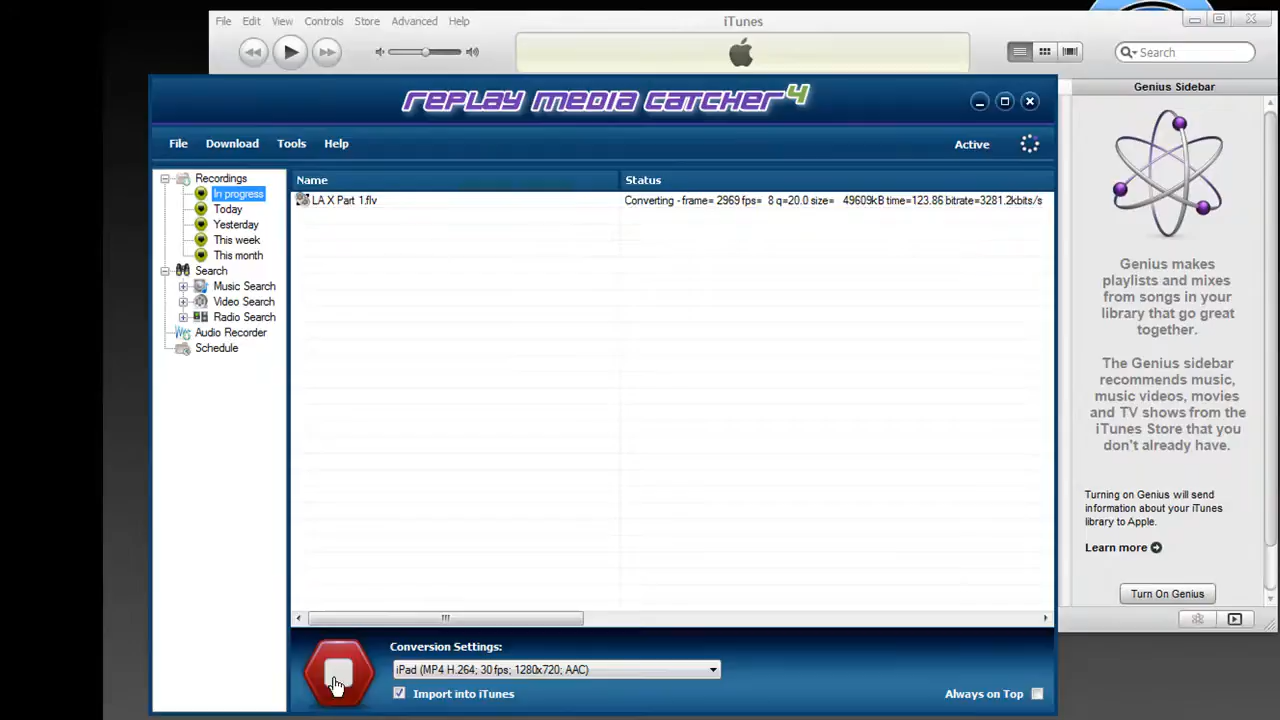 File Edit View Controls Store Advanced Help
iTunes
Search
Genius Sidebar
replay media catcher 4
File Download Tools Help
Active
Recordings
In progress
Today
Yesterday
This week
This month
Search
Music Search
Video Search
Radio Search
Audio Recorder
Schedule
Name Status
LA X Part 1.flv Converting - frame= 2969 fps= 8 q=20.0 size= 49609kB time=123.86 bitrate=3281.2kbits/s
Genius makes
playlists and mixes
from songs in your
library that go great
together.
The Genius sidebar
recommends music,
music videos, movies
and TV shows from the
iTunes Store that you
don't already have.
Turning on Genius will send
information about your iTunes
library to Apple.
Learn more
Turn On Genius
Conversion Settings:
iPad (MP4 H.264; 30 fps; 1280x720; AAC)
Import into iTunes
Always on Top